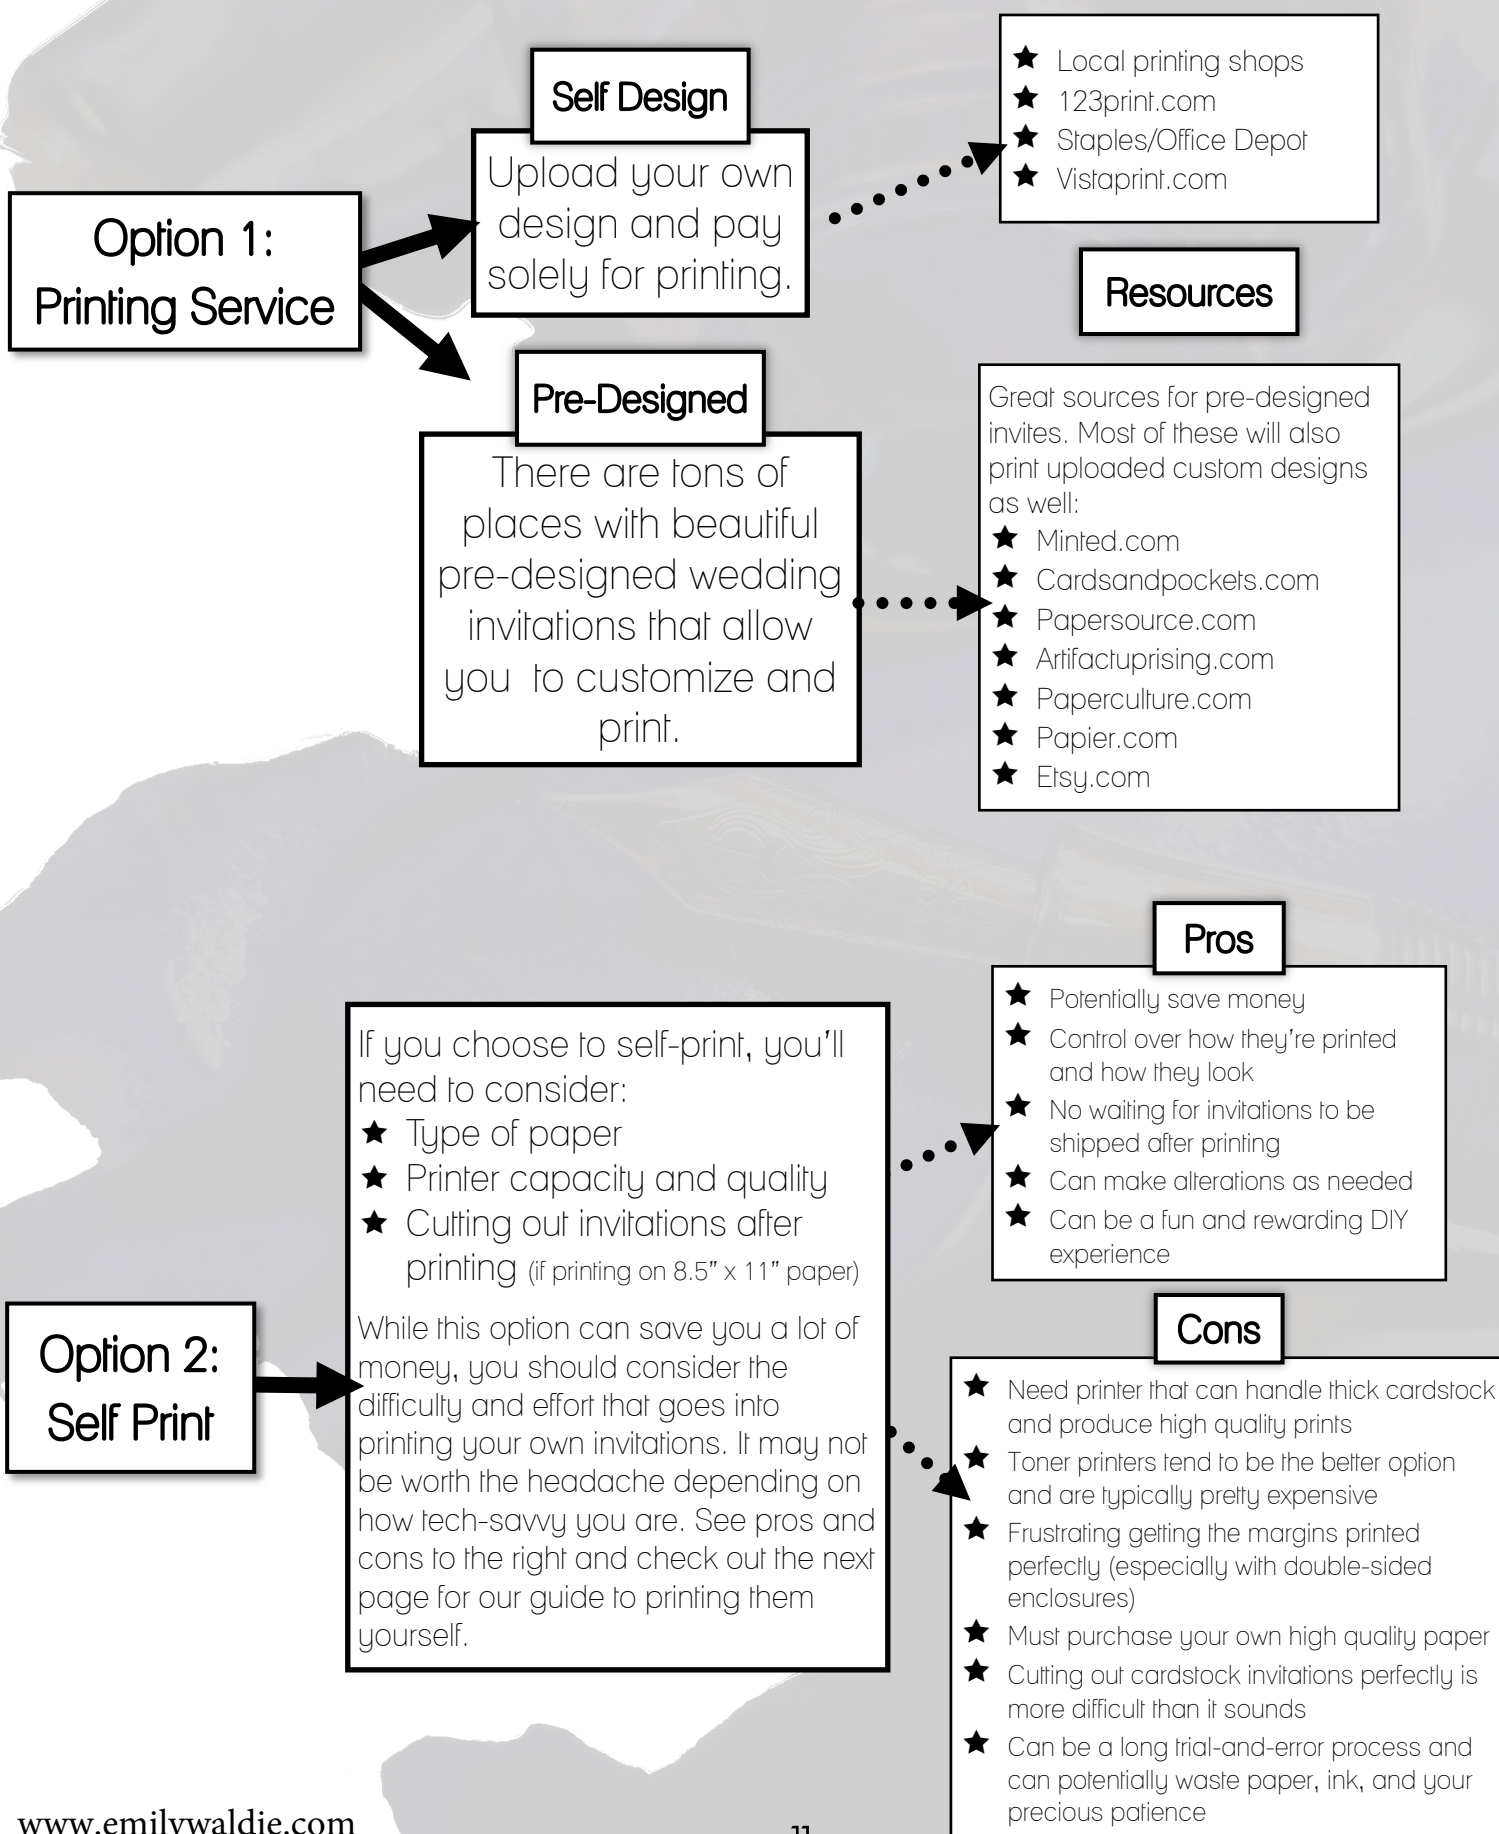 Option 1:
Printing Service
Self Design
Upload your own
design and pay
solely for printing.
★ Local printing shops
★ 123print.com
★ Staples/Office Depot
★ Vistaprint.com
Resources
Pre-Designed
There are tons of
places with beautiful
pre-designed wedding
invitations that allow
you to customize and
print.
Great sources for pre-designed
invites. Most of these will also
print uploaded custom designs
as well:
★ Minted.com
★ Cardsandpockets.com
★ Papersource.com
★ Artifactuprising.com
★ Paperculture.com
★ Papier.com
★ Etsy.com
Option 2:
Self Print
If you choose to self-print, you'll
need to consider:
★ Type of paper
★ Printer capacity and quality
★ Cutting out invitations after
printing (if printing on 8.5" x 11" paper)
While this option can save you a lot of
money, you should consider the
difficulty and effort that goes into
printing your own invitations. It may not
be worth the headache depending on
how tech-savvy you are. See pros and
cons to the right and check out the next
page for our guide to printing them
yourself.
Pros
★ Potentially save money
★ Control over how they're printed
and how they look
★ No waiting for invitations to be
shipped after printing
★ Can make alterations as needed
★ Can be a fun and rewarding DIY
experience
Cons
★ Need printer that can handle thick cardstock
and produce high quality prints
★ Toner printers tend to be the better option
and are typically pretty expensive
★ Frustrating getting the margins printed
perfectly (especially with double-sided
enclosures)
★ Must purchase your own high quality paper
★ Cutting out cardstock invitations perfectly is
more difficult than it sounds
★ Can be a long trial-and-error process and
can potentially waste paper, ink, and your
precious patience
www.emilywaldie.com
11